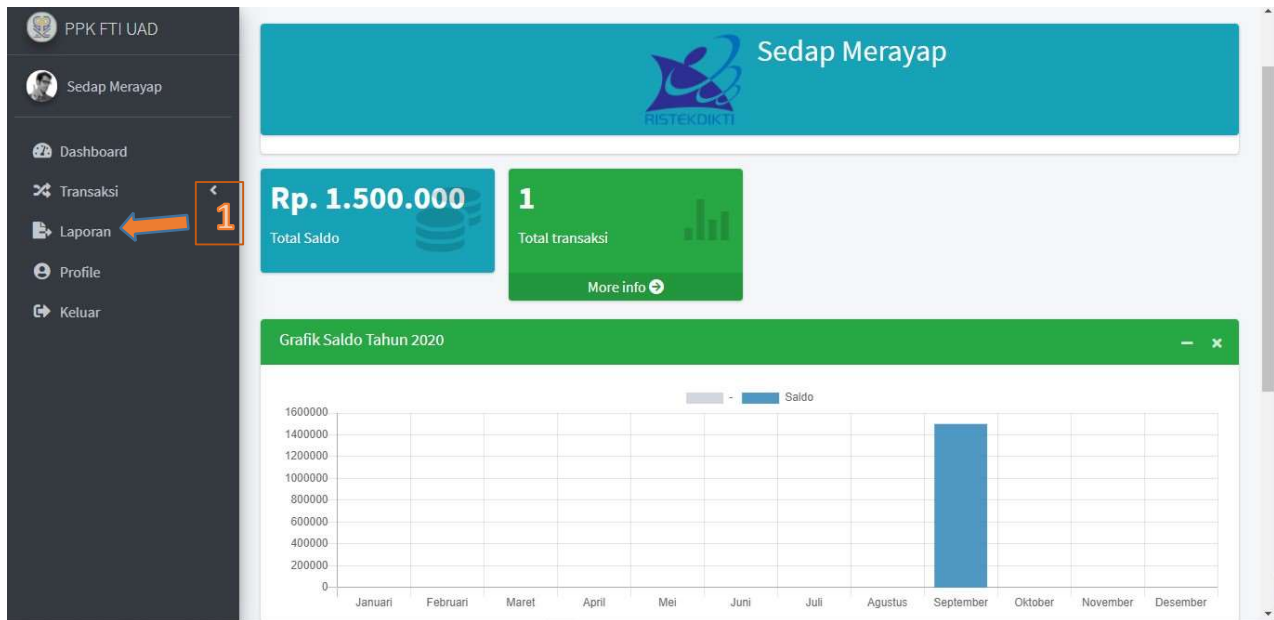 PPK FTI UAD
Sedap Merayap
Dashboard
Transaksi
Laporan
1
Profile
Keluar
Sedap Merayap
RISTEKDIKTI
Rp. 1.500.000
Total Saldo
1
Total transaksi
More info
Grafik Saldo Tahun 2020
- Saldo
1600000
1400000
1200000
1000000
800000
600000
400000
200000
0
Januari Februari Maret April Mei Juni Juli Agustus September Oktober November Desember